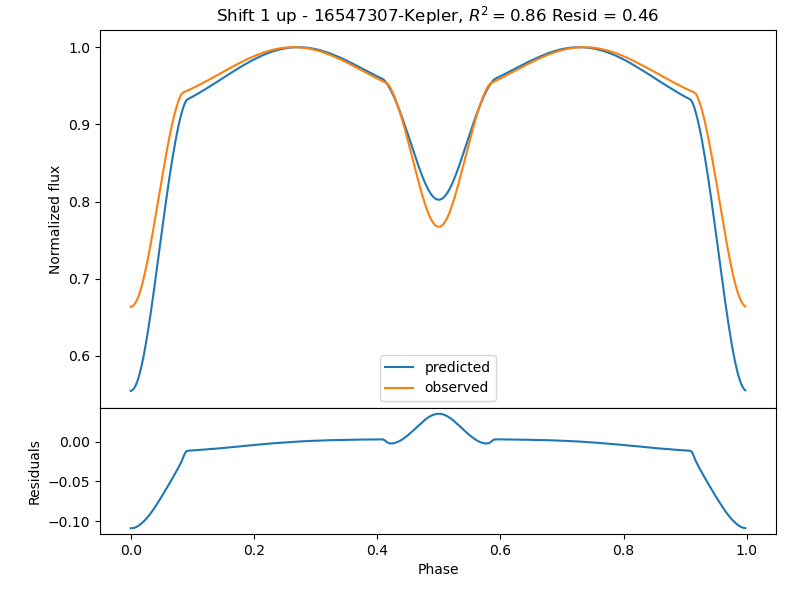 Shift 1 up - 16547307-Kepler, $R^2 = 0.86$ Resid = 0.46
1.0
0.9
0.8
0.7
0.6
Normalized flux
predicted
observed
0.00
−0.05
−0.10
Residuals
0.0 0.2 0.4 0.6 0.8 1.0
Phase